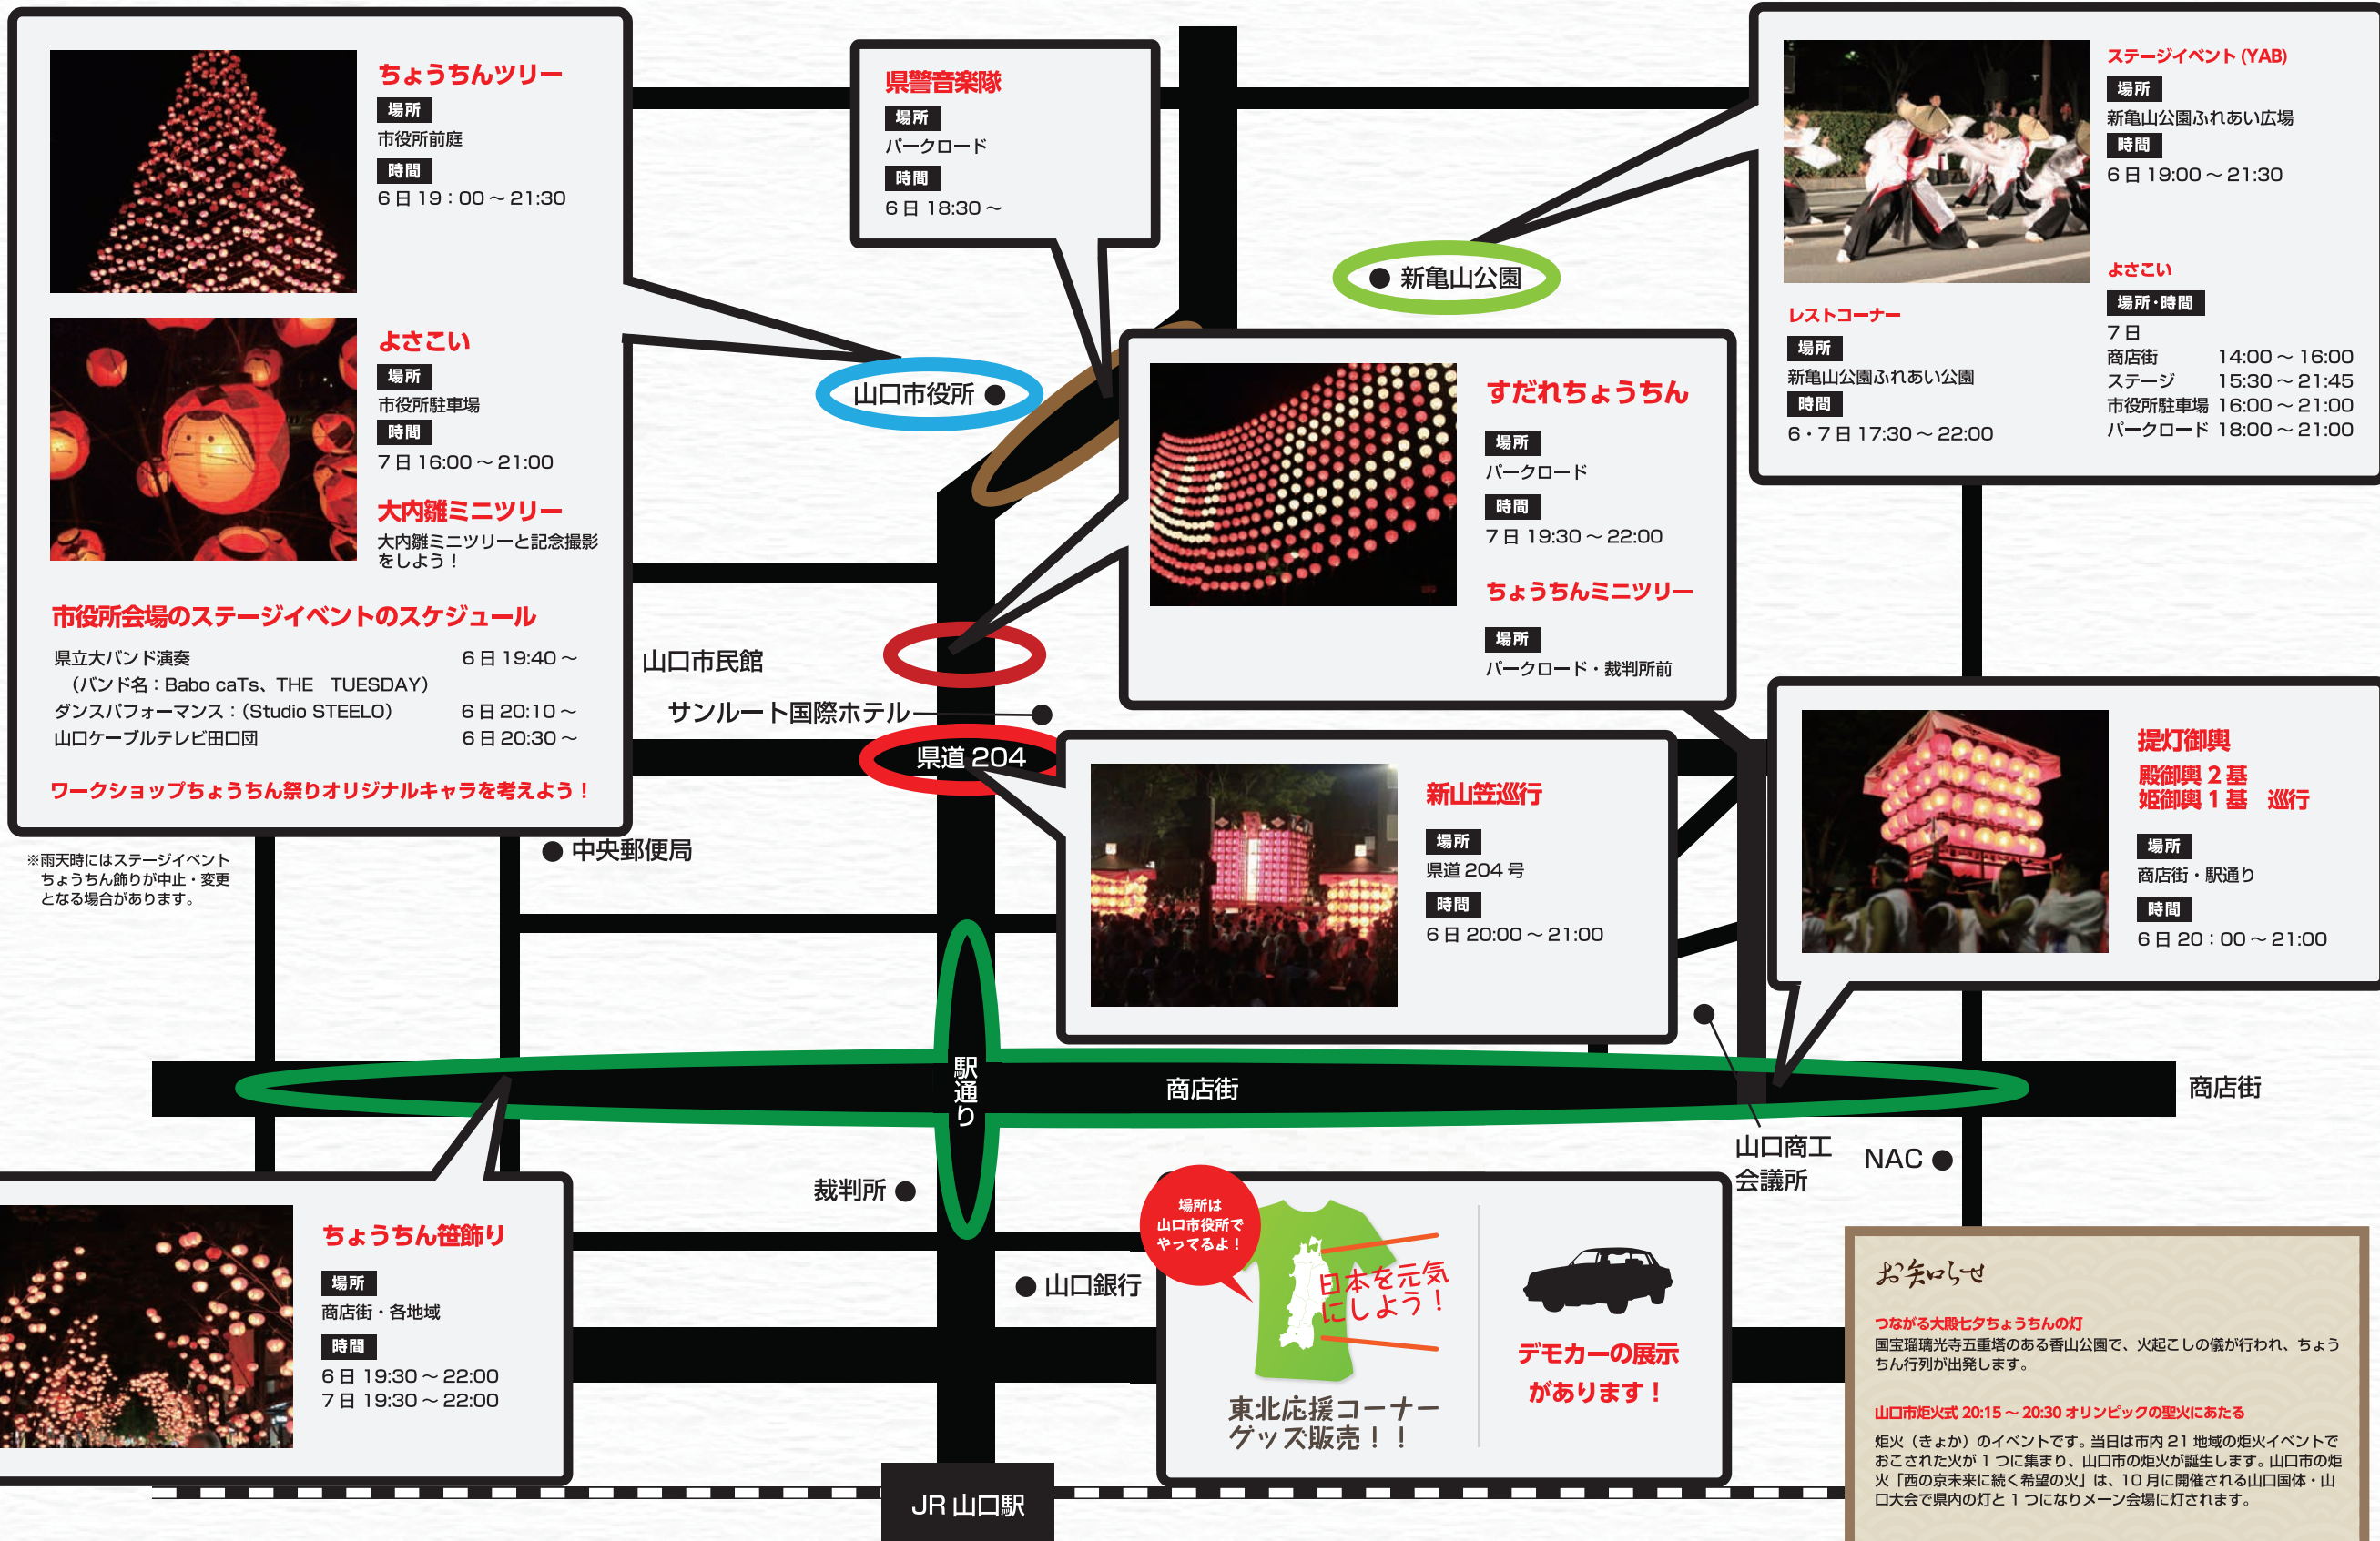 ちょうちんツリー
場所
市役所前庭
時間
6日 19：00～21:30
よさこい
場所
市役所駐車場
時間
7日 16:00～21:00
大内雛ミニツリー
大内雛ミニツリーと記念撮影
をしよう！
市役所会場のステージイベントのスケジュール
県立大バンド演奏 6日 19:40～
（バンド名：Babo caTs、THE TUESDAY）
ダンスパフォーマンス：（Studio STEELO） 6日 20:10～
山口ケーブルテレビ田口団 6日 20:30～
ワークショップちょうちん祭りオリジナルキャラを考えよう！
※雨天時にはステージイベント
ちょうちん飾りが中止・変更
となる場合があります。
県警音楽隊
場所
パークロード
時間
6日 18:30～
ステージイベント (YAB)
場所
新亀山公園ふれあい広場
時間
6日 19:00～21:30
レストコーナー
場所
新亀山公園ふれあい公園
時間
6・7日 17:30～22:00
よさこい
場所・時間
7日
商店街 14:00～16:00
ステージ 15:30～21:45
市役所駐車場 16:00～21:00
パークロード 18:00～21:00
新亀山公園
山口市役所
すだれちょうちん
場所
パークロード
時間
7日 19:30～22:00
ちょうちんミニツリー
場所
パークロード・裁判所前
山口市民館
サンルート国際ホテル
県道 204
新山笠巡行
場所
県道 204 号
時間
6日 20:00～21:00
提灯御輿
殿御輿 2 基
姫御輿 1 基 巡行
場所
商店街・駅通り
時間
6日 20：00～21:00
中央郵便局
駅通り
商店街
商店街
山口商工
会議所
NAC
裁判所
山口銀行
ちょうちん笹飾り
場所
商店街・各地域
時間
6日 19:30～22:00
7日 19:30～22:00
場所は
山口市役所で
やってるよ！
日本を元気
にしよう！
東北応援コーナー
グッズ販売！！
デモカーの展示
があります！
JR 山口駅
お知らせ
つながる大殿七夕ちょうちんの灯
国宝瑠璃光寺五重塔のある香山公園で、火起こしの儀が行われ、ちょう
ちん行列が出発します。
山口市炬火式 20:15～20:30 オリンピックの聖火にあたる
炬火（きょか）のイベントです。当日は市内 21 地域の炬火イベントで
おこされた火が 1 つに集まり、山口市の炬火が誕生します。山口市の炬
火「西の京未来に続く希望の火」は、10 月に開催される山口国体・山
口大会で県内の灯と 1 つになりメーン会場に灯されます。